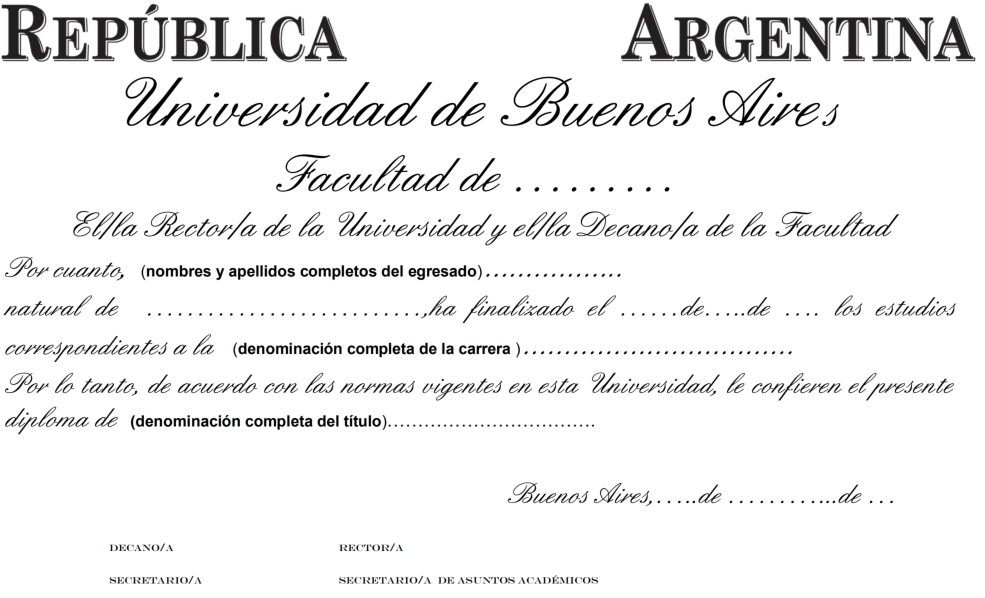 REPÚBLICA ARGENTINA
Universidad de Buenos Aires
Facultad de .........
El/la Rector/a de la Universidad y el/la Decano/a de la Facultad
Por cuanto, (nombres y apellidos completos del egresado).................
natural de ...........................,ha finalizado el ......de.....de .... los estudios
correspondientes a la (denominación completa de la carrera )................................
Por lo tanto, de acuerdo con las normas vigentes en esta Universidad, le confieren el presente
diploma de (denominación completa del título)..................................
Buenos Aires,.....de ............de ...
DECANO/A RECTOR/A
SECRETARIO/A SECRETARIO/A DE ASUNTOS ACADÉMICOS